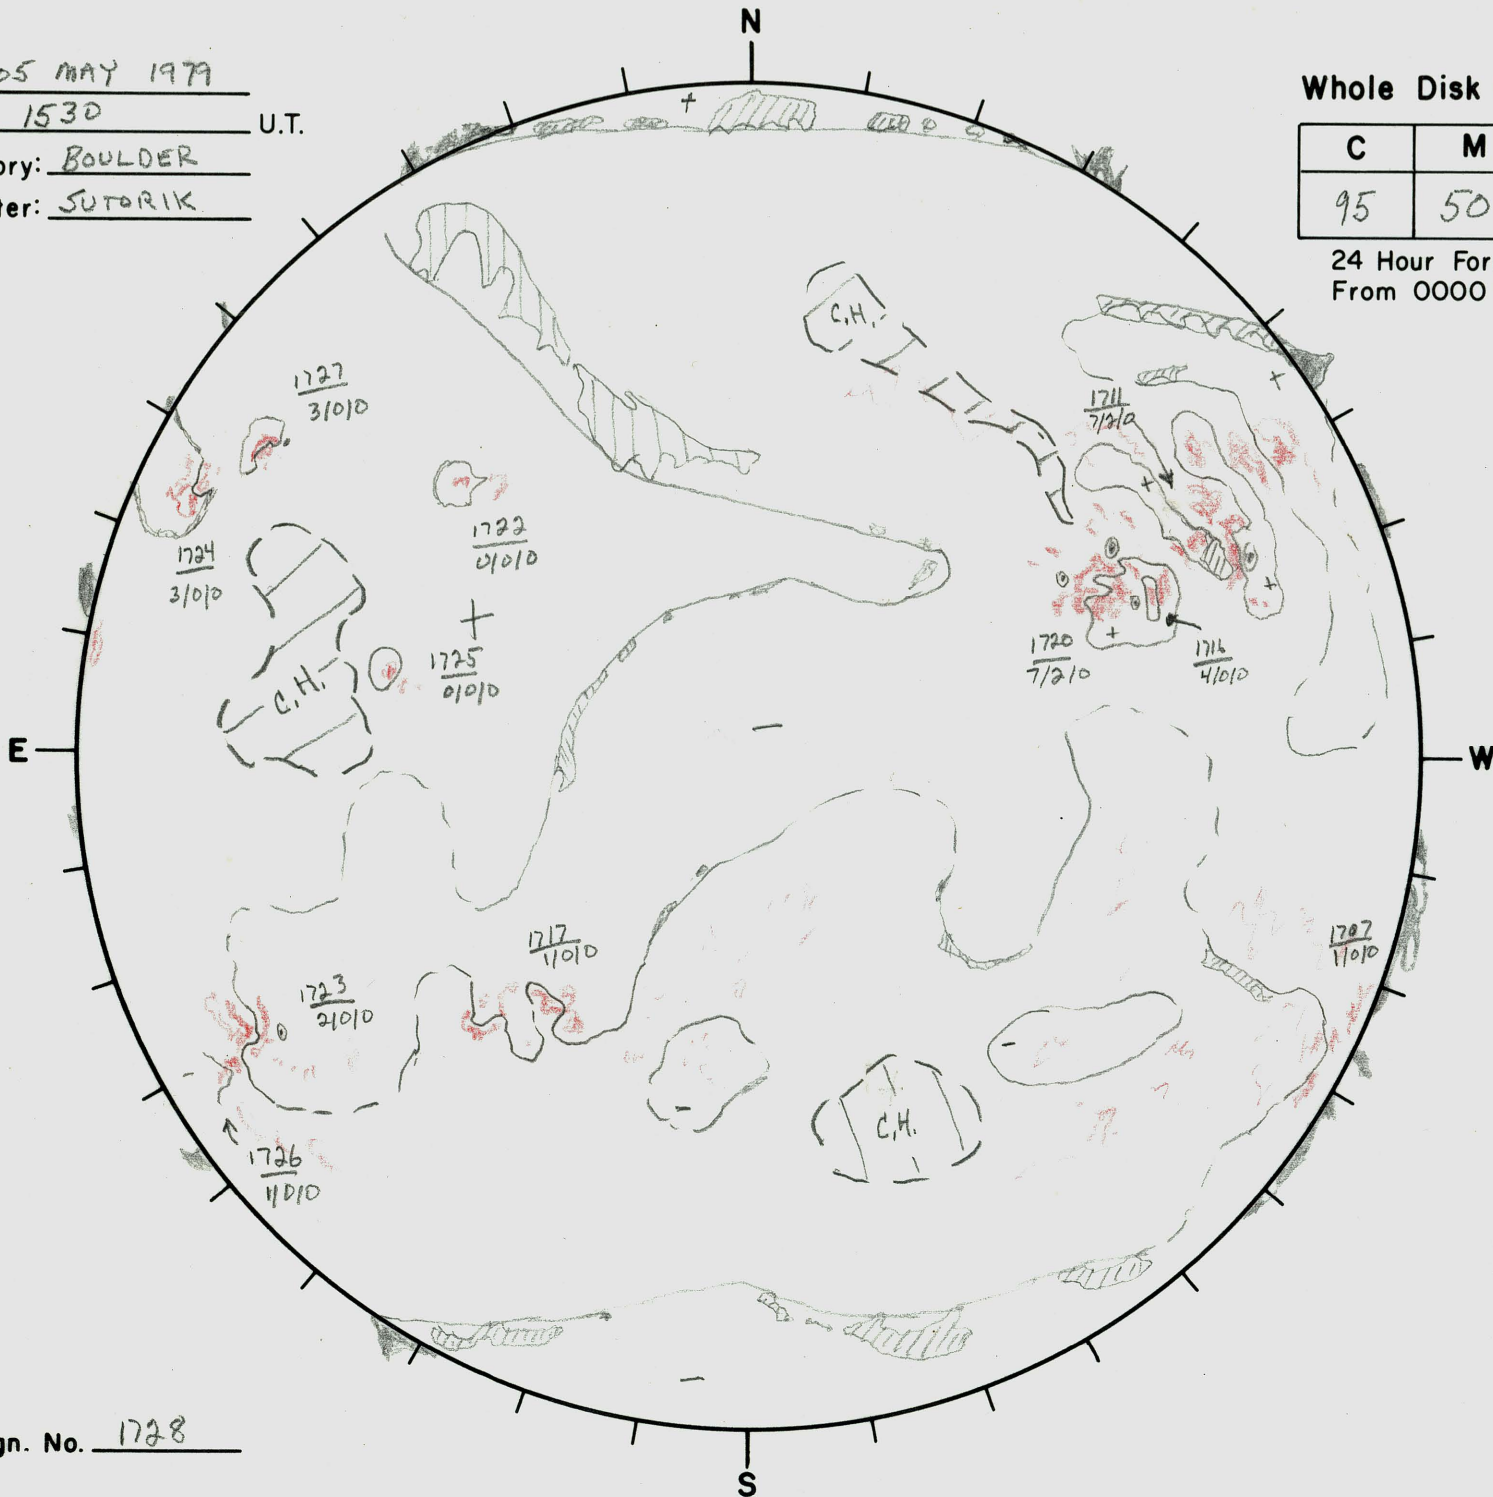 N
05 MAY 1979
1530 U.T.
ory: BOULDER
ter: SUTORIK
Whole Disk
C M
95 50
24 Hour For
From 0000
+
C.H.
1727
3/0/0
+
1711
7/2/0
+
1722
0/0/0
1724
3/0/0
+
+
1725
0/0/0
C.H.
+
1720
7/2/0
1716
4/0/0
E
W
—
1717
1/0/0
1707
1/0/0
1723
2/0/0
-
-
C.H.
1726
1/0/0
—
gn. No. 1728
S